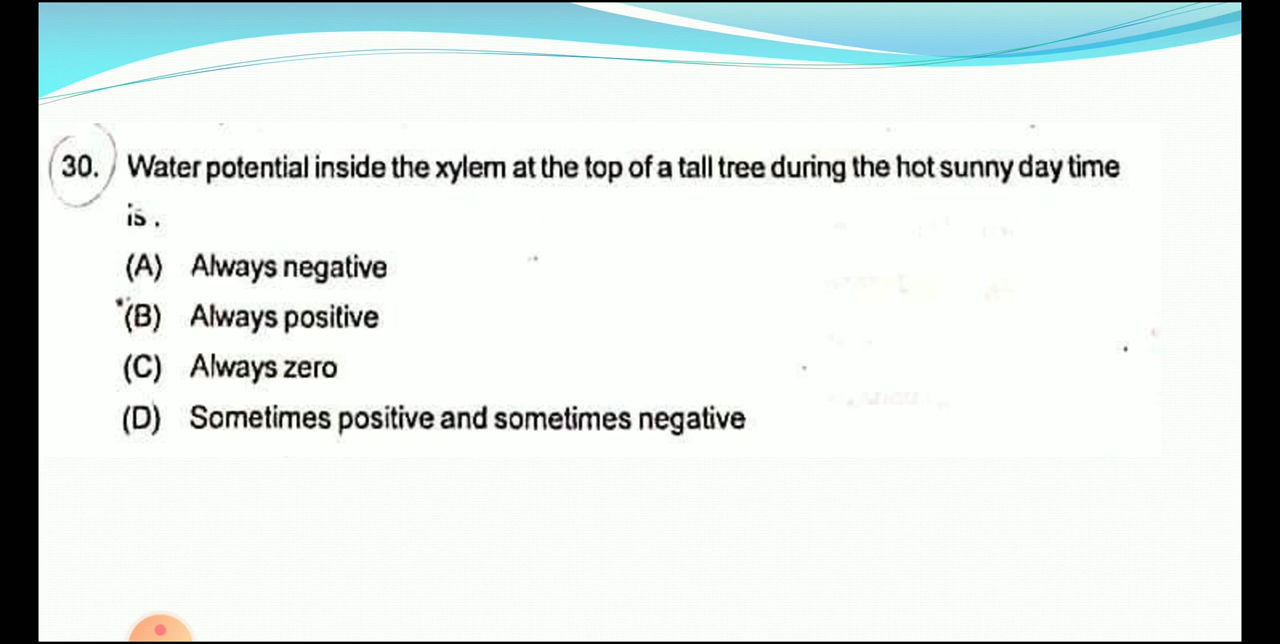 30. Water potential inside the xylem at the top of a tall tree during the hot sunny day time
is .
(A) Always negative
(B) Always positive
(C) Always zero
(D) Sometimes positive and sometimes negative